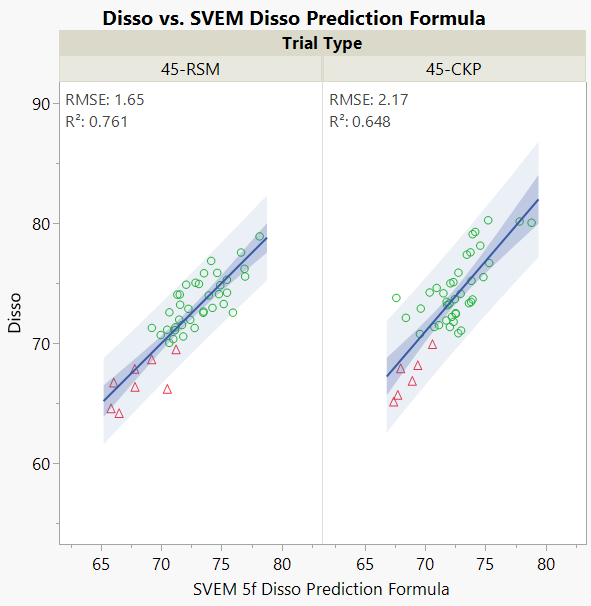 Disso vs. SVEM Disso Prediction Formula
Trial Type
45-RSM 45-CKP
RMSE: 1.65
R²: 0.761
RMSE: 2.17
R²: 0.648
90
80
70
60
Disso
65 70 75 80 65 70 75 80
SVEM 5f Disso Prediction Formula